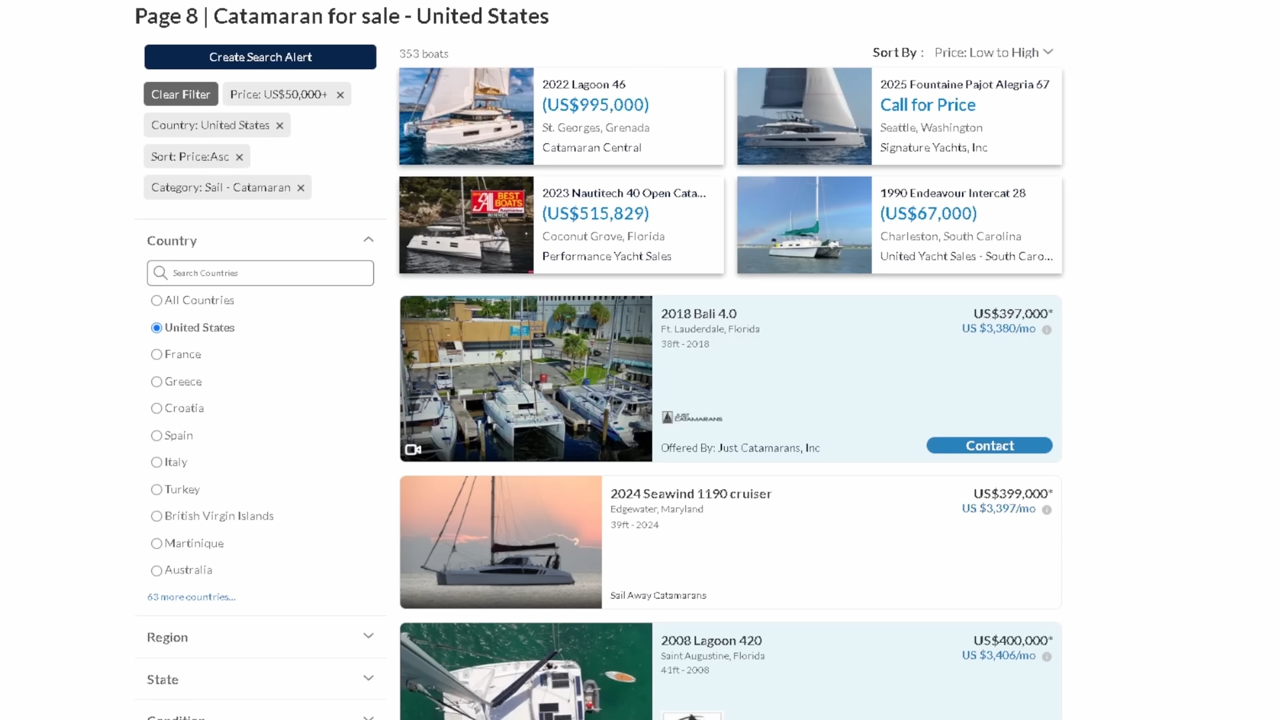 Page 8 | Catamaran for sale - United States
Create Search Alert
Clear Filter
Price: US$50,000+ ×
Country: United States ×
Sort: Price:Asc ×
Category: Sail - Catamaran ×
Country
Search Countries
All Countries
United States
France
Greece
Croatia
Spain
Italy
Turkey
British Virgin Islands
Martinique
Australia
63 more countries...
Region
State
Condition
353 boats
Sort By : Price: Low to High
2022 Lagoon 46
(US$995,000)
St. Georges, Grenada
Catamaran Central
2025 Fountaine Pajot Alegria 67
Call for Price
Seattle, Washington
Signature Yachts, Inc
BEST BOATS
2023 Nautitech 40 Open Cata...
(US$515,829)
Coconut Grove, Florida
Performance Yacht Sales
1990 Endeavour Intercat 28
(US$67,000)
Charleston, South Carolina
United Yacht Sales - South Caro...
2018 Bali 4.0
US$397,000*
Ft. Lauderdale, Florida
US $3,380/mo
38ft - 2018
JUST CATAMARANS
Offered By: Just Catamarans, Inc
Contact
2024 Seawind 1190 cruiser
US$399,000*
Edgewater, Maryland
US $3,397/mo
39ft - 2024
Sail Away Catamarans
2008 Lagoon 420
US$400,000*
Saint Augustine, Florida
US $3,406/mo
41ft - 2008